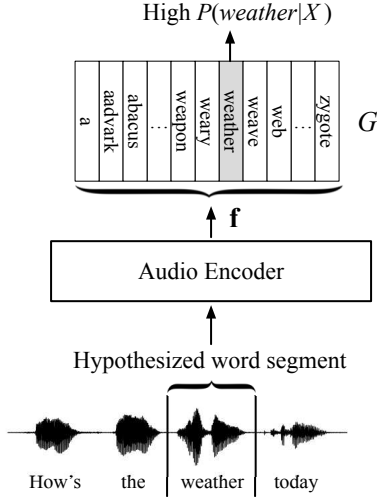 High P(weather|X)
a
aadvark
abacus
...
weapon
weary
weather
weave
web
...
zygote
G
f
Audio Encoder
Hypothesized word segment
How's the weather today